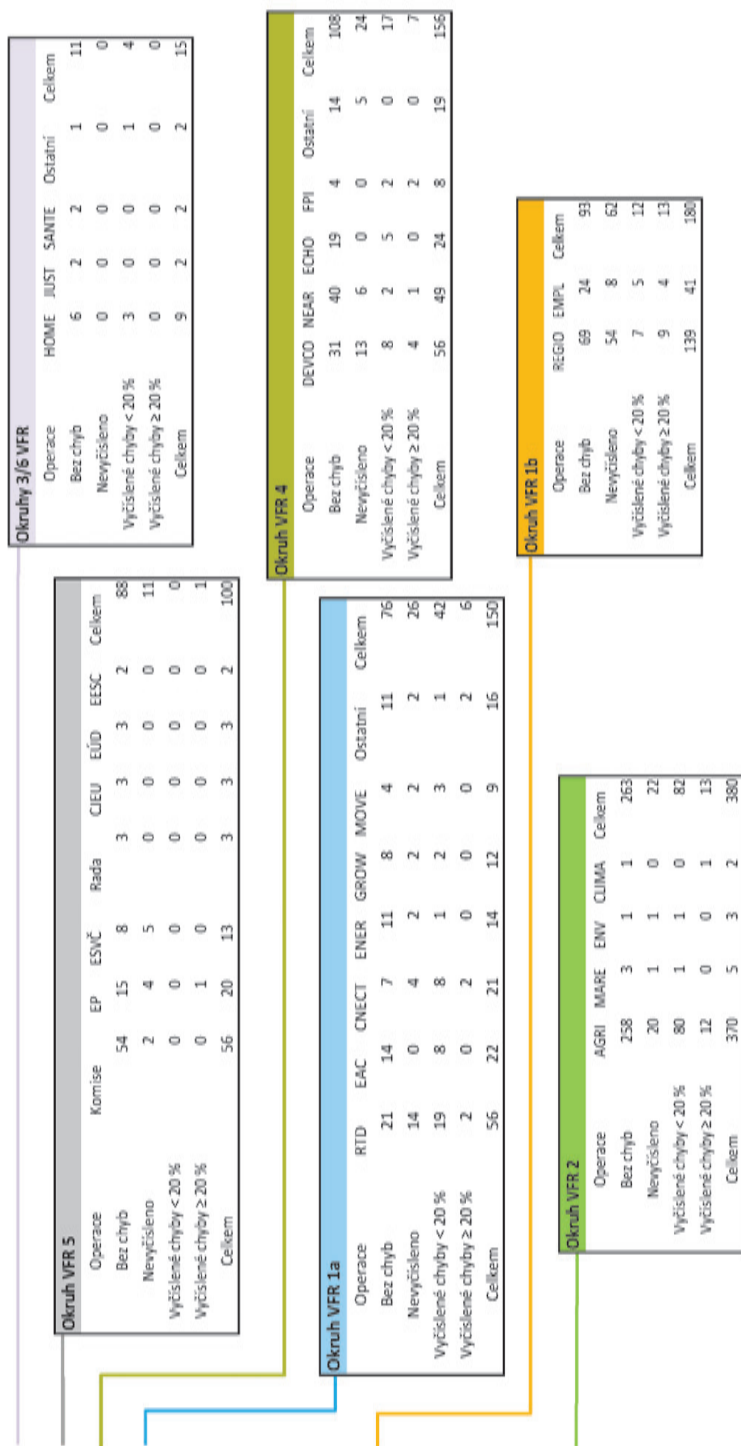 Okruhy 3/6 VFR
Operace HOME JUST SANTE Ostatní Celkem
Bez chyb 6 2 2 1 11
Nevyčísleno 0 0 0 0 0
Vyčíslené chyby < 20 % 3 0 0 1 4
Vyčíslené chyby ≥ 20 % 0 0 0 0 0
Celkem 9 2 2 2 15
Okruh VFR 5
Operace Komise EP ESVČ Rada CJEU EÚD EESC Celkem
Bez chyb 54 15 8 3 3 3 2 88
Nevyčísleno 2 4 5 0 0 0 0 11
Vyčíslené chyby < 20 % 0 0 0 0 0 0 0 0
Vyčíslené chyby ≥ 20 % 0 1 0 0 0 0 0 1
Celkem 56 20 13 3 3 3 2 100
Okruh VFR 4
Operace DEVCO NEAR ECHO FPI Ostatní Celkem
Bez chyb 31 40 19 4 14 108
Nevyčísleno 13 6 0 0 5 24
Vyčíslené chyby < 20 % 8 2 5 2 0 17
Vyčíslené chyby ≥ 20 % 4 1 0 2 0 7
Celkem 56 49 24 8 19 156
Okruh VFR 1a
Operace RTD EAC CNECT ENER GROW MOVE Ostatní Celkem
Bez chyb 21 14 7 11 8 4 11 76
Nevyčísleno 14 0 4 2 2 2 2 26
Vyčíslené chyby < 20 % 19 8 8 1 2 3 1 42
Vyčíslené chyby ≥ 20 % 2 0 2 0 0 0 2 6
Celkem 56 22 21 14 12 9 16 150
Okruh VFR 1b
Operace REGIO EMPL Celkem
Bez chyb 69 24 93
Nevyčísleno 54 8 62
Vyčíslené chyby < 20 % 7 5 12
Vyčíslené chyby ≥ 20 % 9 4 13
Celkem 139 41 180
Okruh VFR 2
Operace AGRI MARE ENV CLIMA Celkem
Bez chyb 258 3 1 1 263
Nevyčísleno 20 1 1 0 22
Vyčíslené chyby < 20 % 80 1 1 0 82
Vyčíslené chyby ≥ 20 % 12 0 0 1 13
Celkem 370 5 3 2 380